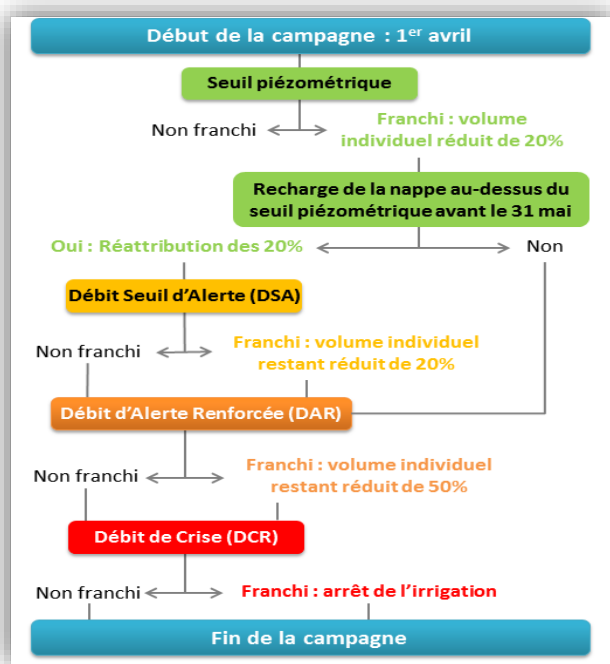 Début de la campagne : 1er avril
Seuil piézométrique
Non franchi
Franchi : volume
individuel réduit de 20%
Recharge de la nappe au-dessus du
seuil piézométrique avant le 31 mai
Oui : Réattribution des 20%
Non
Débit Seuil d'Alerte (DSA)
Non franchi
Franchi : volume individuel
restant réduit de 20%
Débit d'Alerte Renforcée (DAR)
Non franchi
Franchi : volume individuel
restant réduit de 50%
Débit de Crise (DCR)
Non franchi
Franchi : arrêt de l'irrigation
Fin de la campagne